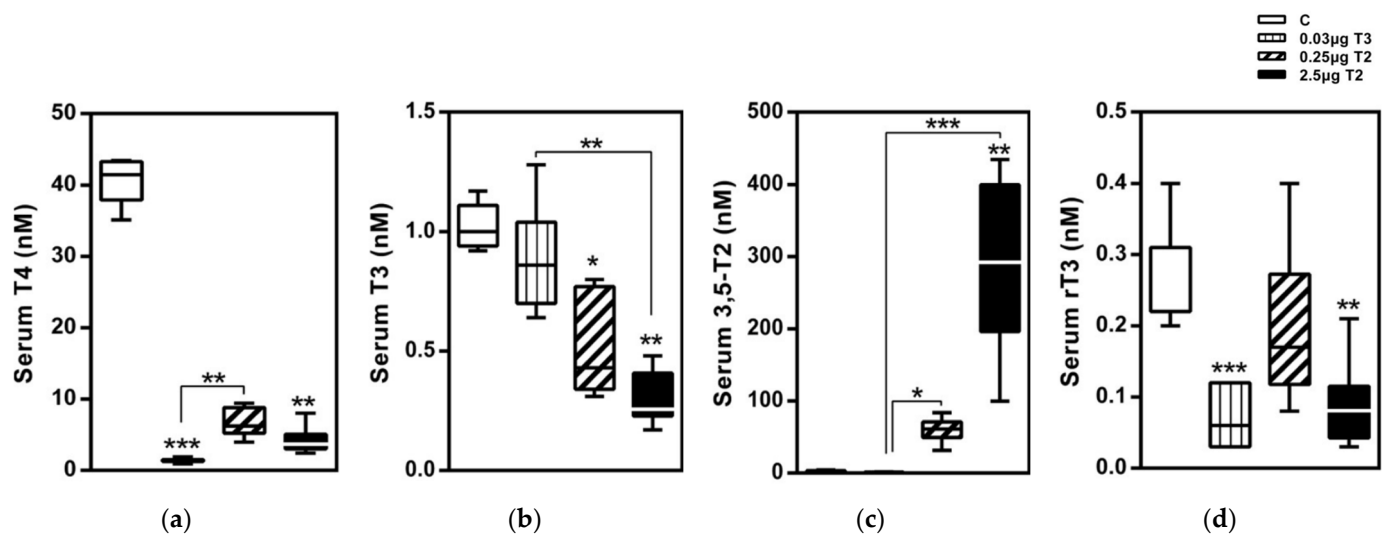 C
0.03µg T3
0.25µg T2
2.5µg T2
Serum T4 (nM)
50
40
30
20
10
0
***
**
**
(a)
Serum T3 (nM)
1.5
1.0
0.5
0.0
**
*
**
(b)
Serum 3,5-T2 (nM)
500
400
300
200
100
0
***
**
*
(c)
Serum rT3 (nM)
0.5
0.4
0.3
0.2
0.1
0.0
***
**
(d)